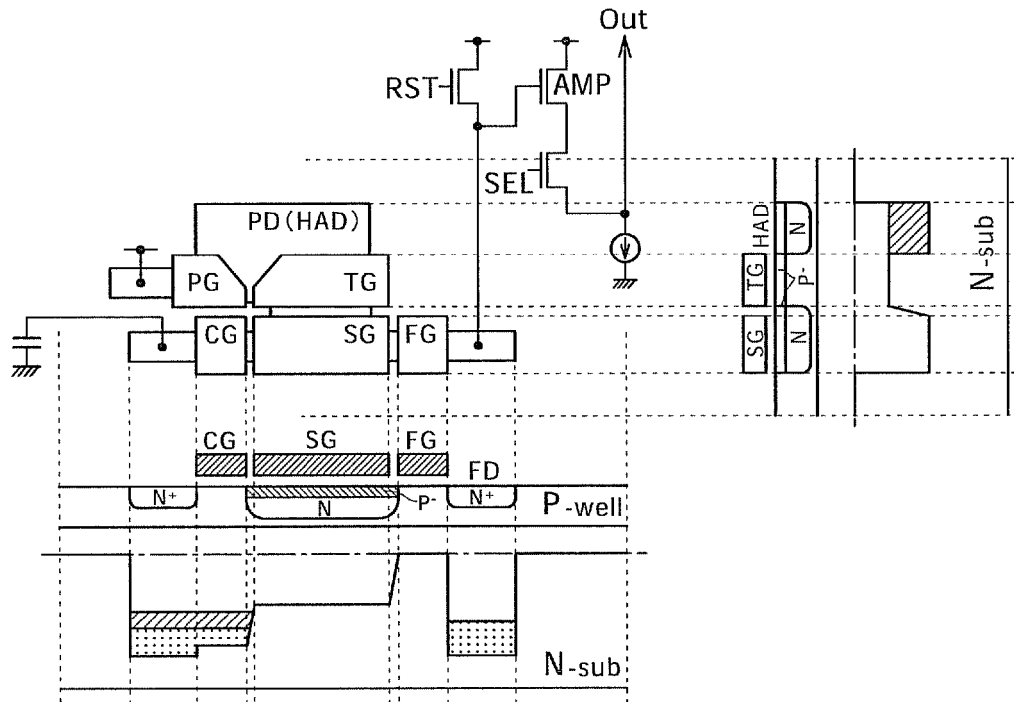 Out
RST
AMP
SEL
PD (HAD)
PG
TG
CG
SG
FG
HAD
N
TG
P-
SG
N
N-sub
CG
SG
FG
FD
N+
N
P-
N+
P-well
N-sub